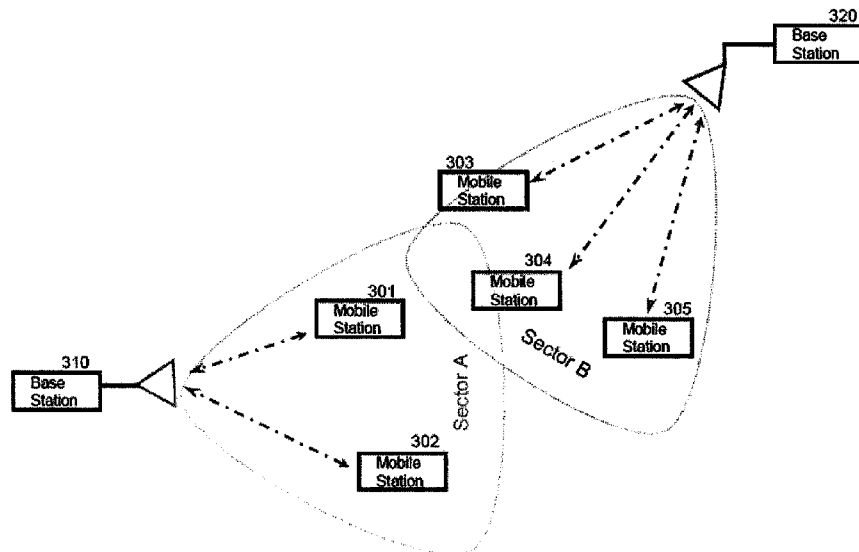 320
Base
Station
303
Mobile
Station
304
Mobile
Station
301
Mobile
Station
305
Mobile
Station
Sector B
Sector A
310
Base
Station
302
Mobile
Station